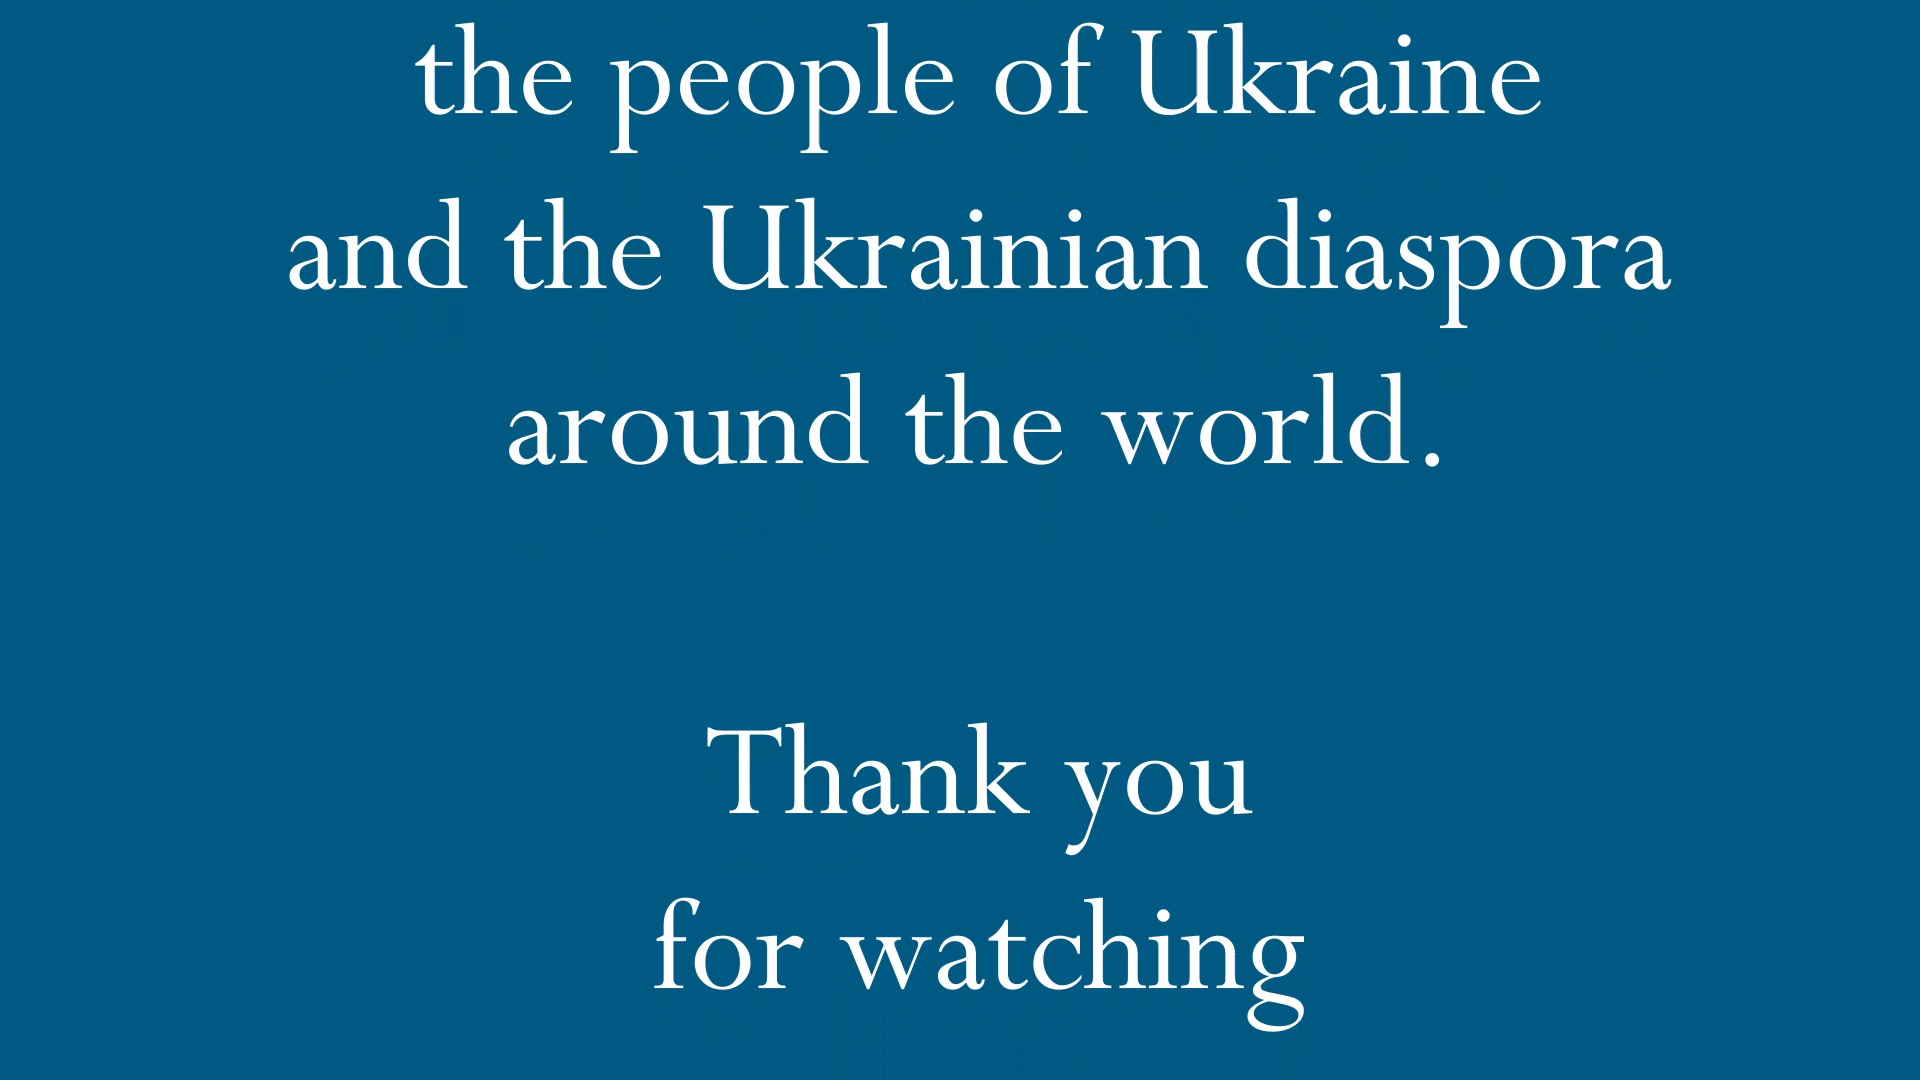 the people of Ukraine
and the Ukrainian diaspora
around the world.
Thank you
for watching